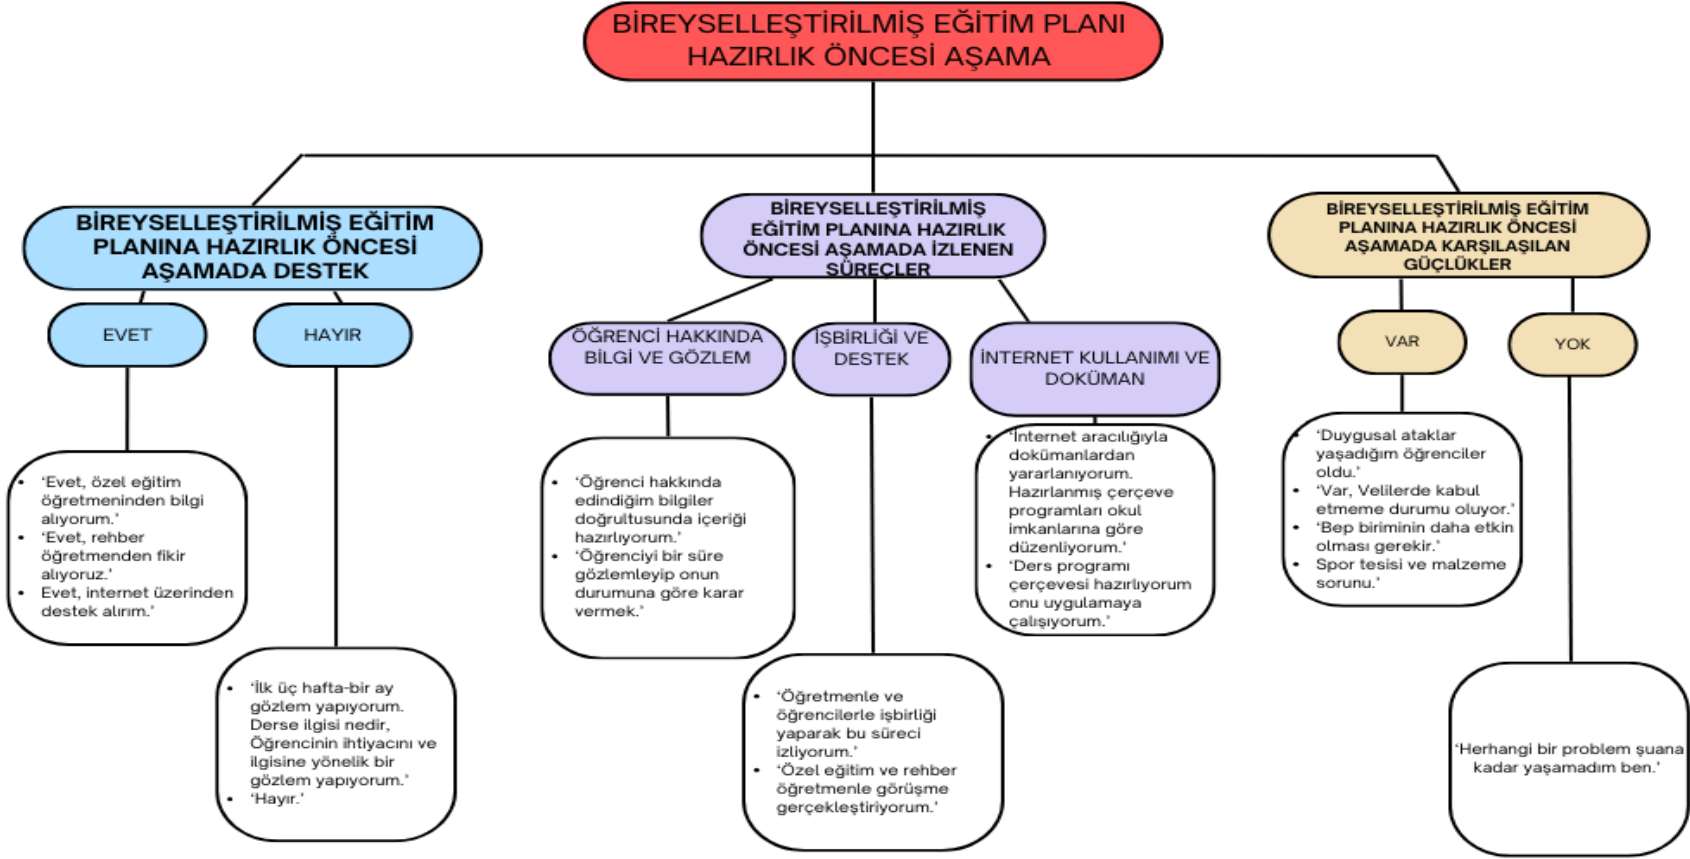 BİREYSELLEŞTİRİLMİŞ EĞİTİM PLANI
HAZIRLIK ÖNCESİ AŞAMA
BİREYSELLEŞTİRİLMİŞ EĞİTİM
PLANINA HAZIRLIK ÖNCESİ
AŞAMADA DESTEK
EVET
HAYIR
• ‘Evet, özel eğitim
öğretmeninden bilgi
alıyorum.’
• ‘Evet, rehber
öğretmenden fikir
alıyoruz.’
• Evet, internet üzerinden
destek alırım.’
• ‘İlk üç hafta-bir ay
gözlem yapıyorum.
Derse ilgisi nedir,
Öğrencinin ihtiyacını ve
ilgisine yönelik bir
gözlem yapıyorum.’
• ‘Hayır.’
BİREYSELLEŞTİRİLMİŞ
EĞİTİM PLANINA HAZIRLIK
ÖNCESİ AŞAMADA İZLENEN
SÜREÇLER
ÖĞRENCİ HAKKINDA
BİLGİ VE GÖZLEM
İŞBİRLİĞİ VE
DESTEK
İNTERNET KULLANIMI VE
DOKÜMAN
• ‘Öğrenci hakkında
edindiğim bilgiler
doğrultusunda içeriği
hazırlıyorum.’
• ‘Öğrenciyi bir süre
gözlemleyip onun
durumuna göre karar
vermek.’
• ‘Öğretmenle ve
öğrencilerle işbirliği
yaparak bu süreci
izliyorum.’
• ‘Özel eğitim ve rehber
öğretmenle görüşme
gerçekleştiriyorum.’
• ‘İnternet aracılığıyla
dokümanlardan
yararlanıyorum.
Hazırlanmış çerçeve
programları okul
imkanlarına göre
düzenliyorum.’
• ‘Ders programı
çerçevesi hazırlıyorum
onu uygulamaya
çalışıyorum.’
BİREYSELLEŞTİRİLMİŞ EĞİTİM
PLANINA HAZIRLIK ÖNCESİ
AŞAMADA KARŞILAŞILAN
GÜÇLÜKLER
VAR
YOK
• ‘Duygusal ataklar
yaşadığım öğrenciler
oldu.’
• ‘Var, Velilerde kabul
etmeme durumu oluyor.’
• ‘Bep biriminin daha etkin
olması gerekir.’
• Spor tesisi ve malzeme
sorunu.’
‘Herhangi bir problem şuana
kadar yaşamadım ben.’